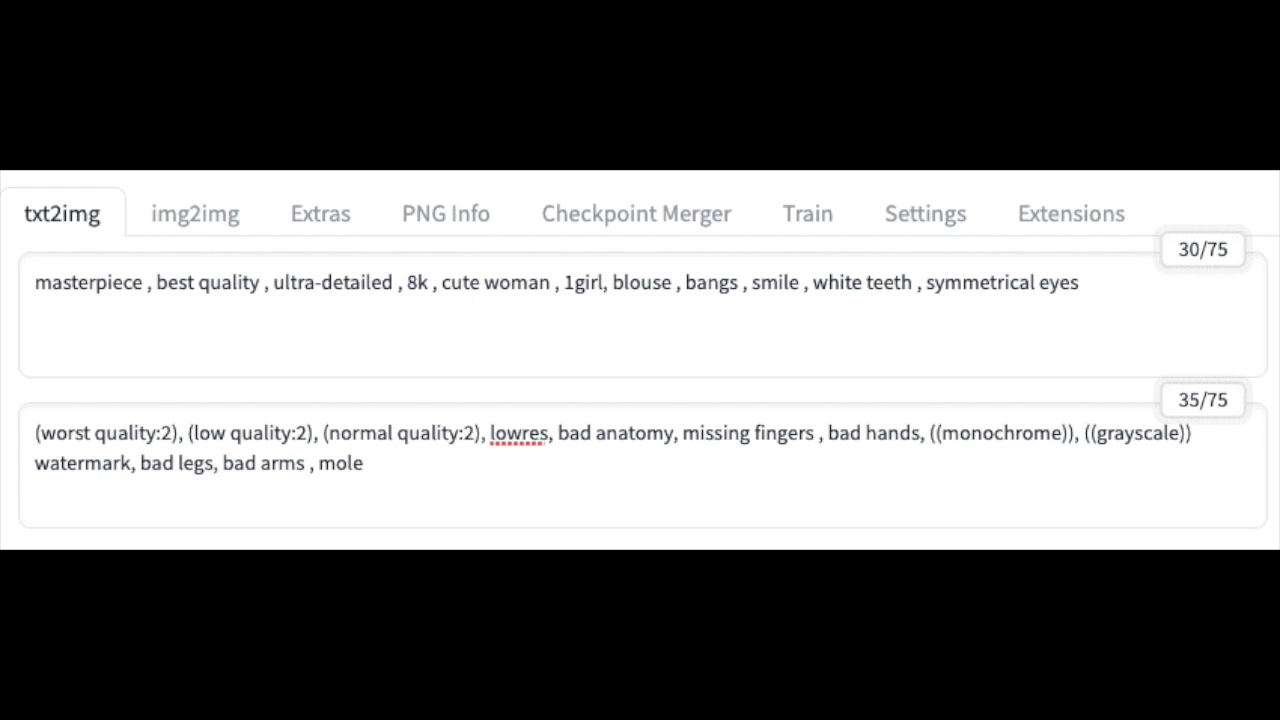 txt2img img2img Extras PNG Info Checkpoint Merger Train Settings Extensions
30/75
masterpiece , best quality , ultra-detailed , 8k , cute woman , 1girl, blouse , bangs , smile , white teeth , symmetrical eyes
35/75
(worst quality:2), (low quality:2), (normal quality:2), lowres, bad anatomy, missing fingers , bad hands, ((monochrome)), ((grayscale))
watermark, bad legs, bad arms , mole